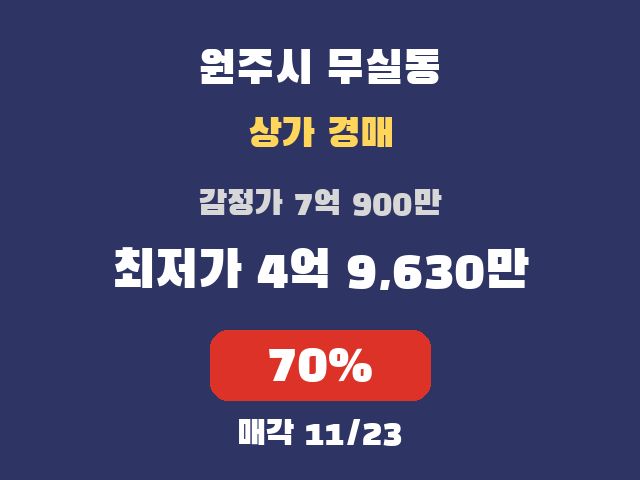 원주시 무실동
상가 경매
감정가 7억 900만
최저가 4억 9,630만
70%
매각 11/23